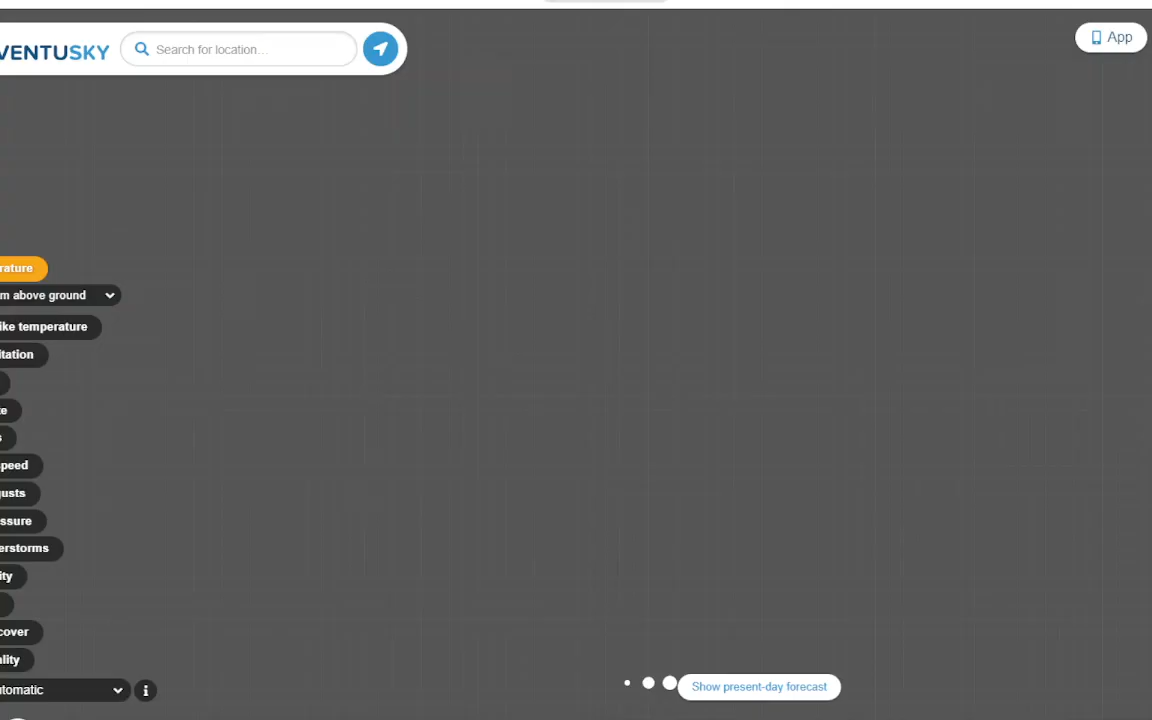 VENTUSKY
Search for location...
App
rature
m above ground
ike temperature
itation
te
s
peed
gusts
ssure
erstorms
ity
cover
ality
utomatic
i
Show present-day forecast